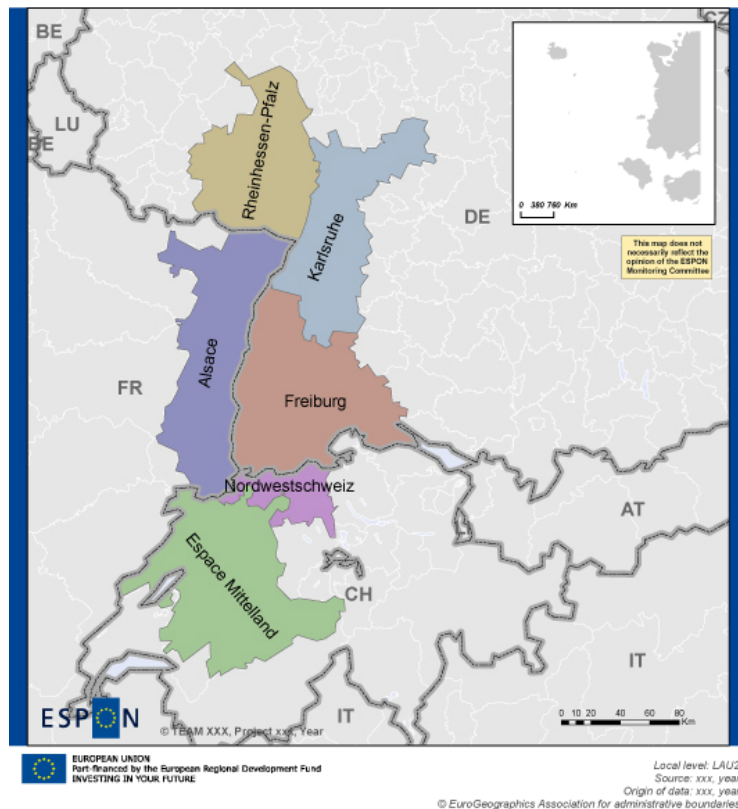 BE
CZ
LU
BE
Rheinhessen-Pfalz
DE
0 380 760 Km
Karlsruhe
This map does not
necessarily reflect the
opinion of the ESPON
Monitoring Committee
Alsace
FR
Freiburg
Nordwestschweiz
AT
Espace Mittelland
CH
IT
IT
ESPON
© TEAM XXX, Project xxx, Year
0 10 20 40 60 80
Km
EUROPEAN UNION
Part-financed by the European Regional Development Fund
INVESTING IN YOUR FUTURE
Local level: LAU2
Source: xxx, year
Origin of data: xxx, year
© EuroGeographics Association for administrative boundaries